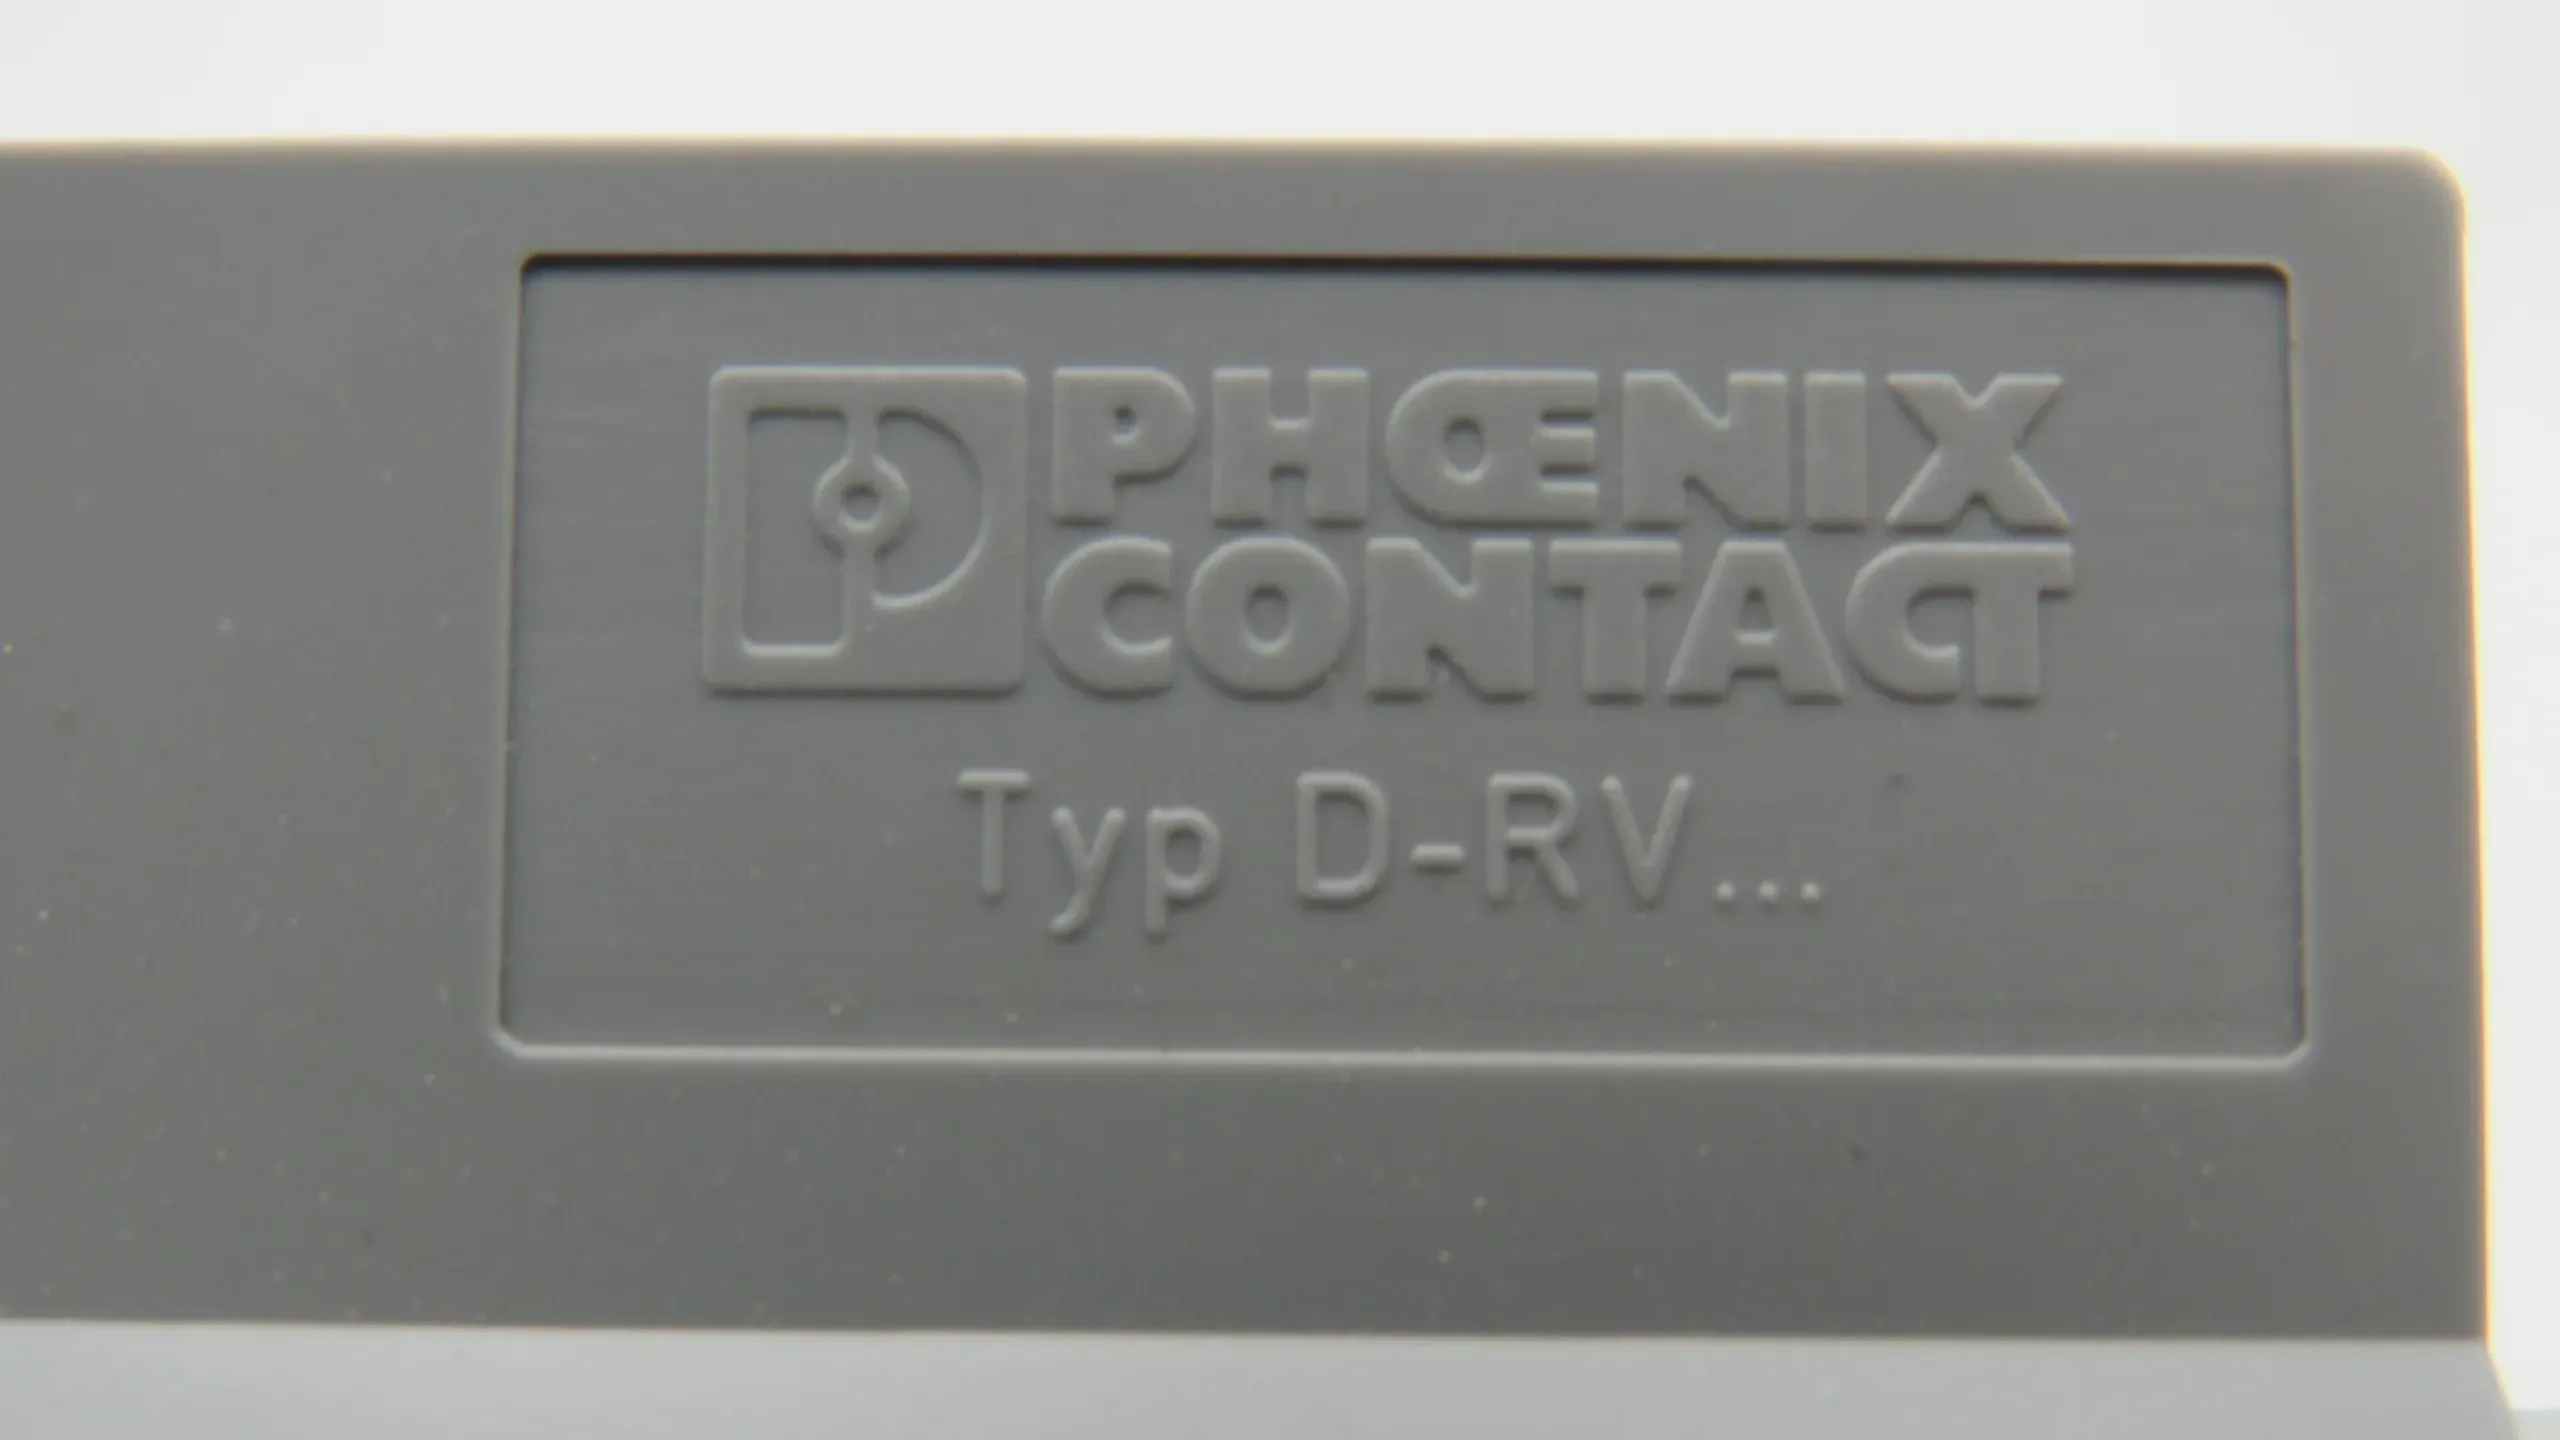 PHŒNIX
CONTACT
Typ D-RV...